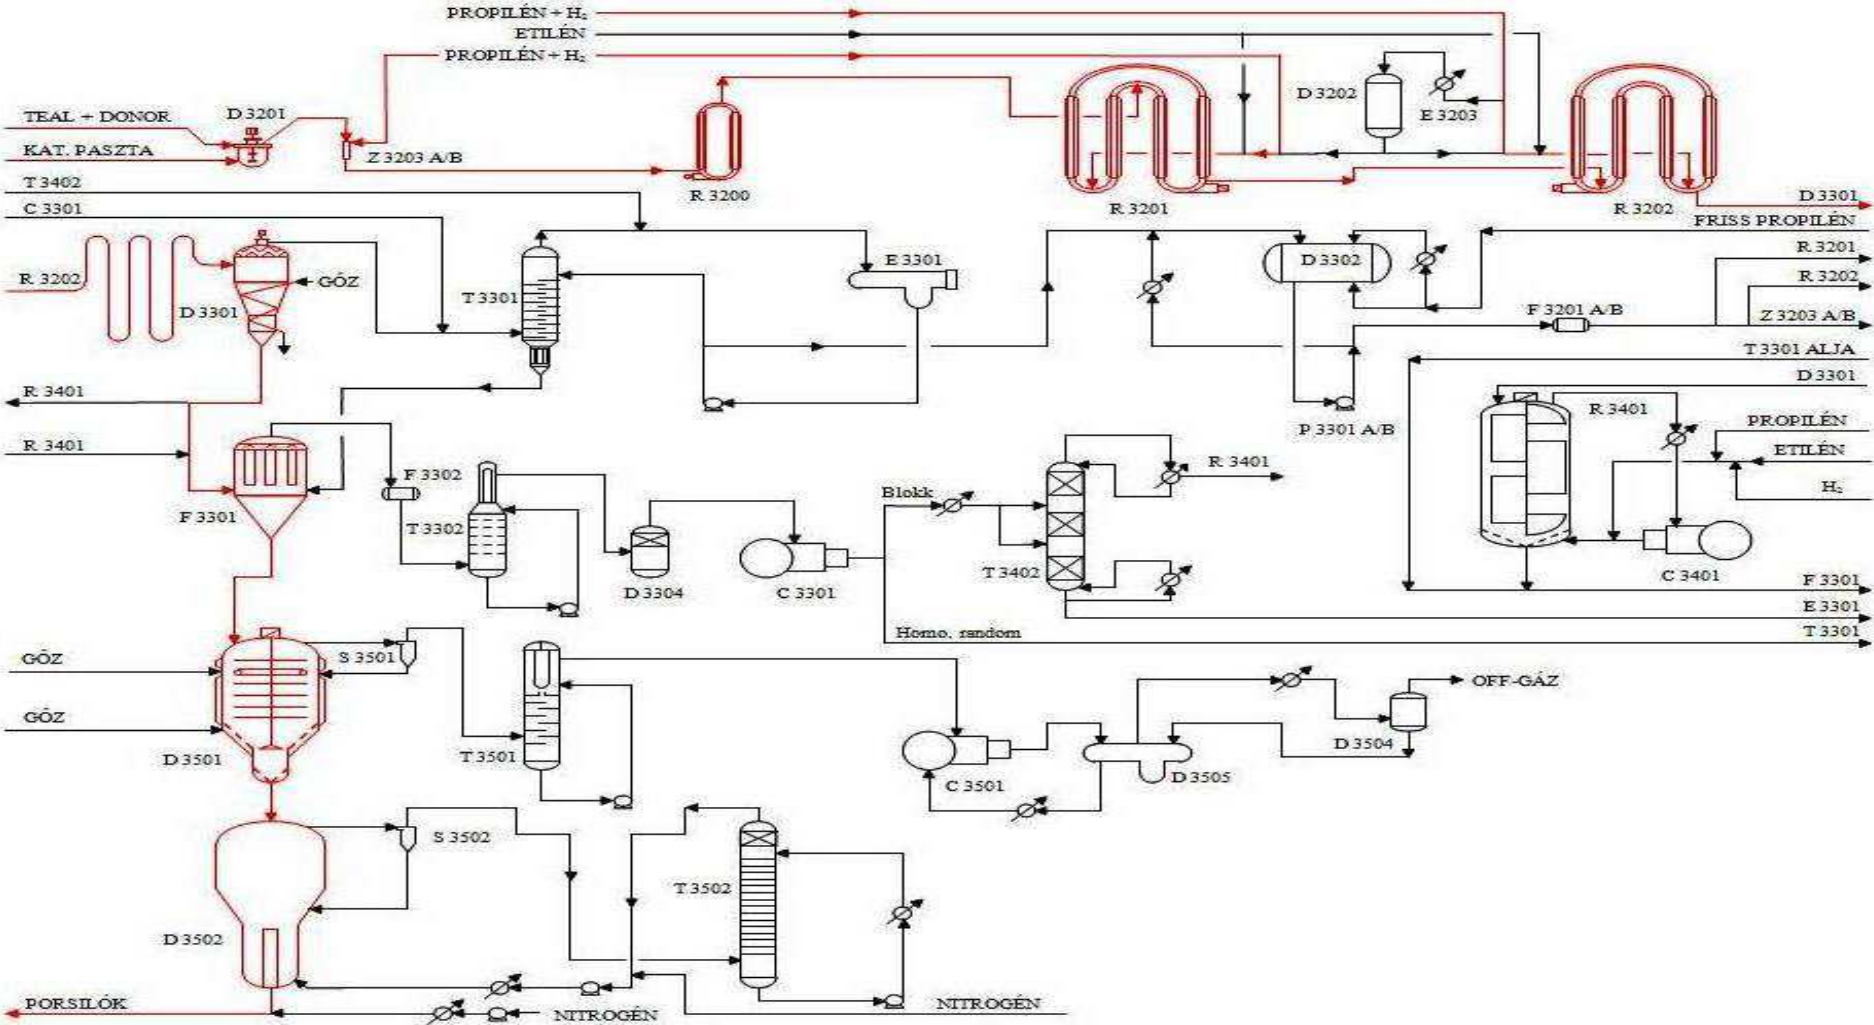 PROPILÉN + H₂
ETILÉN
PROPILÉN + H₂
TEAL + DONOR
D 3201
KAT. PASZTA
Z 3203 A/B
R 3200
D 3202
E 3203
R 3201
R 3202
D 3301
T 3402
C 3301
FRISS PROPILÉN
R 3201
R 3202
Z 3203 A/B
R 3202
GŐZ
D 3301
T 3301
E 3301
D 3302
F 3201 A/B
T 3301 ALJA
D 3301
R 3401
R 3401
R 3401
P 3301 A/B
PROPILÉN
ETILÉN
H₂
F 3301
F 3302
T 3302
D 3304
C 3301
Blokk
R 3401
T 3402
C 3401
F 3301
E 3301
Homo, random
T 3301
GŐZ
GŐZ
S 3501
D 3501
T 3501
C 3501
D 3505
D 3504
OFF-GÁZ
S 3502
D 3502
T 3502
PORSILÓK
NITROGÉN
NITROGÉN